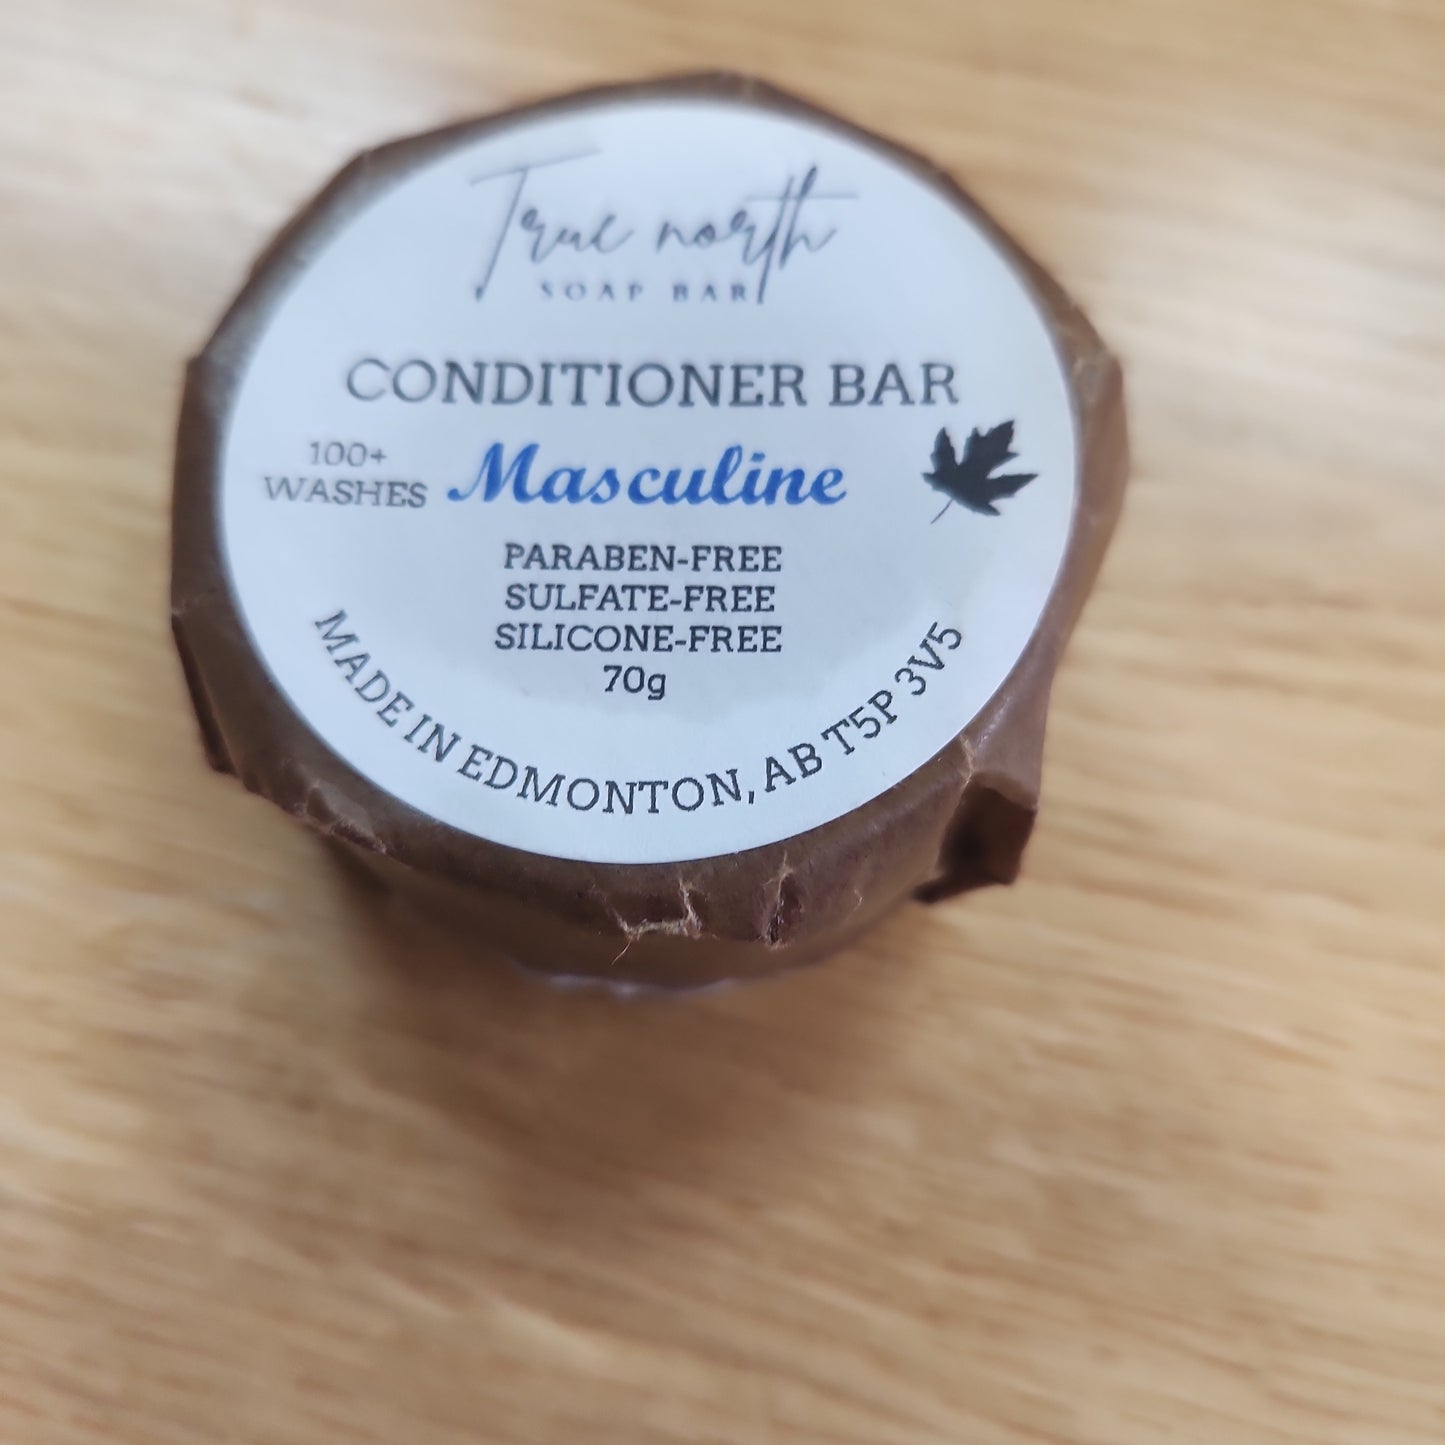 True north
SOAP BAR
CONDITIONER BAR
100+
WASHES
Masculine
PARABEN-FREE
SULFATE-FREE
SILICONE-FREE
70g
MADE IN EDMONTON, AB T5P 3V5